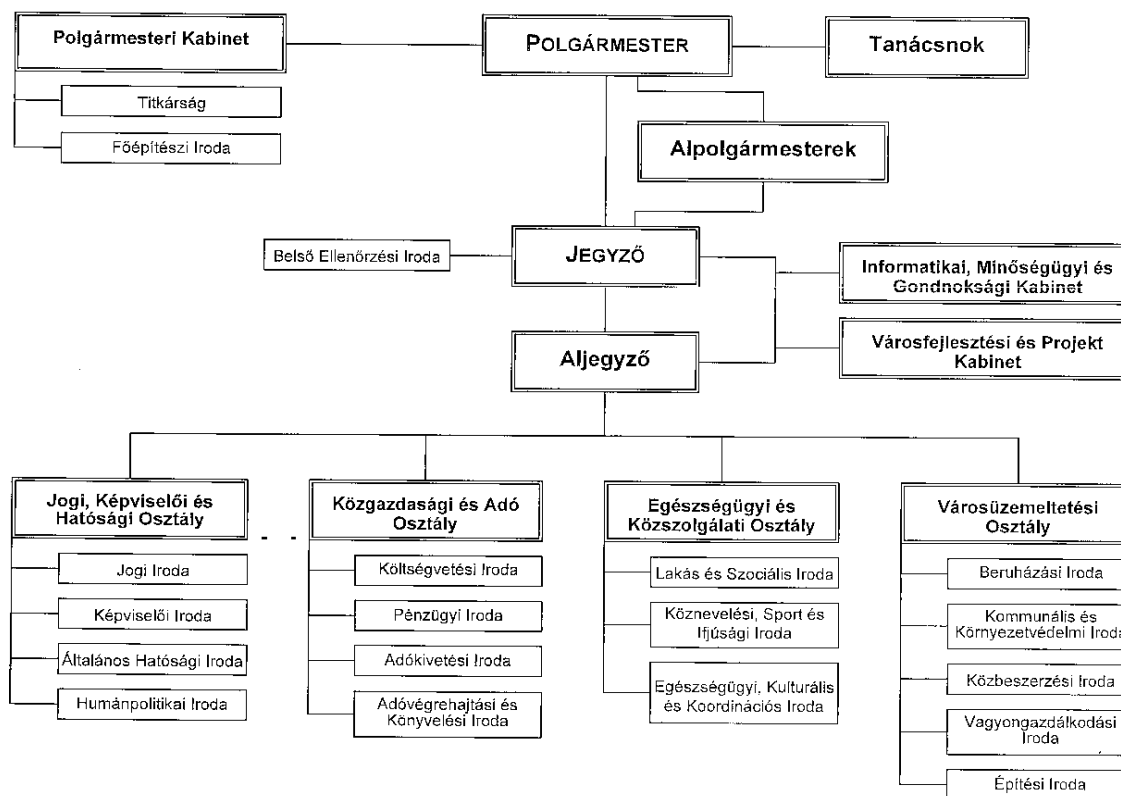 Polgármesteri Kabinet
POLGÁRMESTER
Tanácsnok
Titkárság
Főépítészi Iroda
Alpolgármesterek
Belső Ellenőrzési Iroda
JEGYZŐ
Informatikai, Minőségügyi és
Gondnoksági Kabinet
Aljegyző
Városfejlesztési és Projekt
Kabinet
Jogi, Képviselői és
Hatósági Osztály
Jogi Iroda
Képviselői Iroda
Általános Hatósági Iroda
Humánpolitikai Iroda
Közgazdasági és Adó
Osztály
Költségvetési Iroda
Pénzügyi Iroda
Adókivetési Iroda
Adóvégrehajtási és
Könyvelési Iroda
Egészségügyi és
Közszolgálati Osztály
Lakás és Szociális Iroda
Köznevelési, Sport és
Ifjúsági Iroda
Egészségügyi, Kulturális
és Koordinációs Iroda
Városüzemeltetési
Osztály
Beruházási Iroda
Kommunális és
Környezetvédelmi Iroda
Közbeszerzési Iroda
Vagyongazdálkodási
Iroda
Építési Iroda